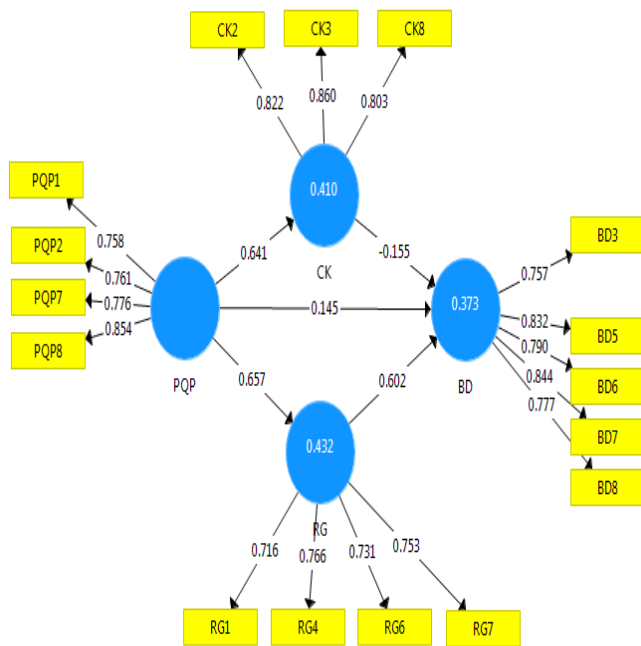 CK2 CK3 CK8
0.822 0.860 0.803
PQP1
0.410
0.758
PQP2
0.761
0.641 -0.155
BD3
CK
0.757
PQP7
0.776
0.145
0.373
0.832
BD5
0.854
0.790
PQP8
BD6
PQP
0.657 0.602
BD
0.844
0.777
BD7
0.432
BD8
RG
0.716 0.766 0.731 0.753
RG1 RG4 RG6 RG7